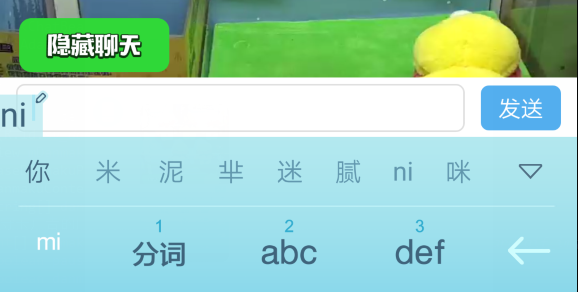 隐藏聊天
发送
ni
你 米 泥 芈 迷 腻 ni 咪
mi
1 2 3
分词 abc def